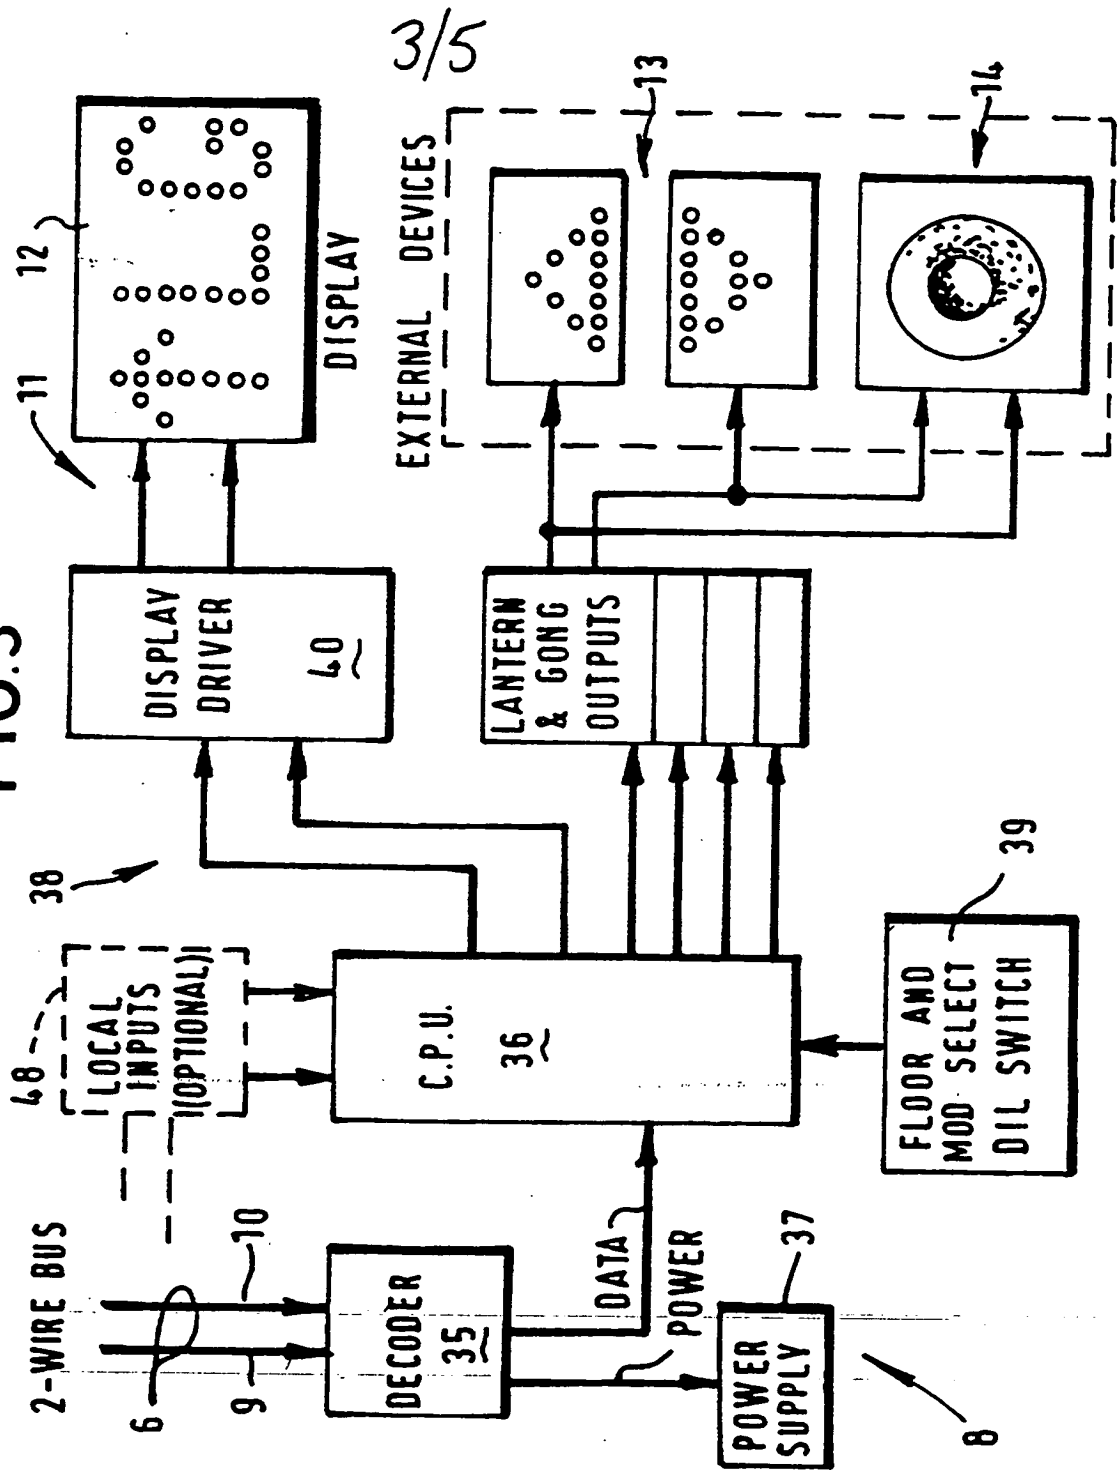 3/5
2-WIRE BUS
6
9
10
48
LOCAL
INPUTS
(OPTIONAL)
38
11
12
LG
DISPLAY
DISPLAY
DRIVER
40
DECODER
35
C.P.U.
36
DATA
POWER
POWER
SUPPLY
37
8
FLOOR AND
MOD SELECT
DIL SWITCH
39
LANTERN
& GONG
OUTPUTS
EXTERNAL DEVICES
13
14